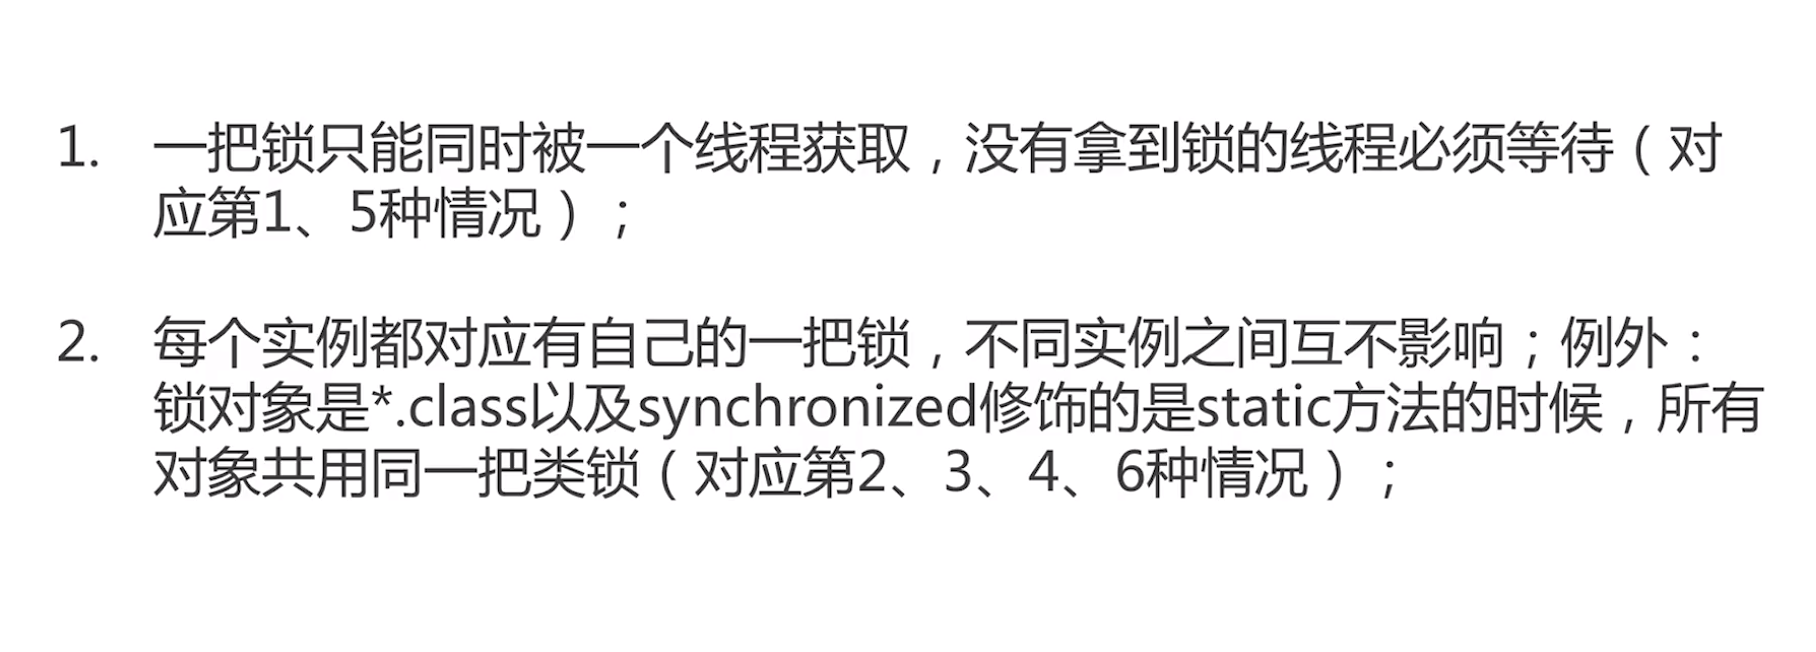 1. 一把锁只能同时被一个线程获取，没有拿到锁的线程必须等待（对
应第1、5种情况）；
2. 每个实例都对应有自己的一把锁，不同实例之间互不影响；例外：
锁对象是*.class以及synchronized修饰的是static方法的时候，所有
对象共用同一把类锁（对应第2、3、4、6种情况）；